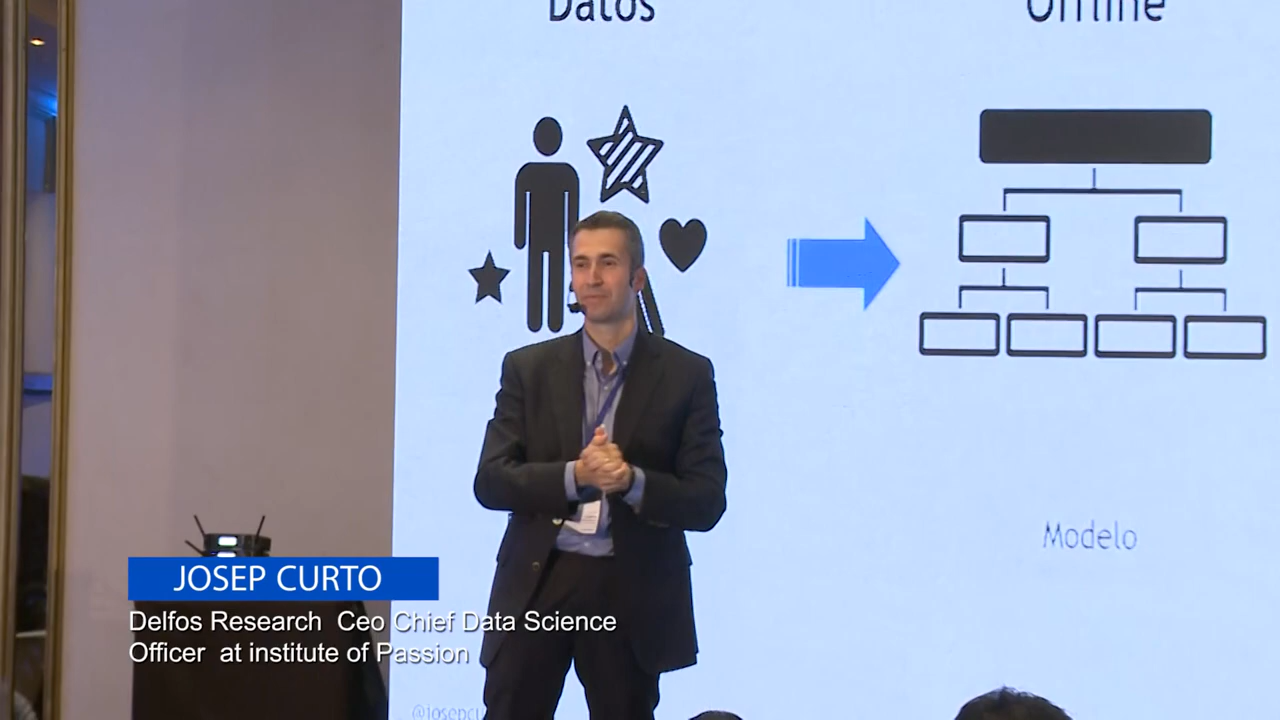 Datos
Offline
Modelo
JOSEP CURTO
Delfos Research  Ceo Chief Data Science
Officer  at institute of Passion